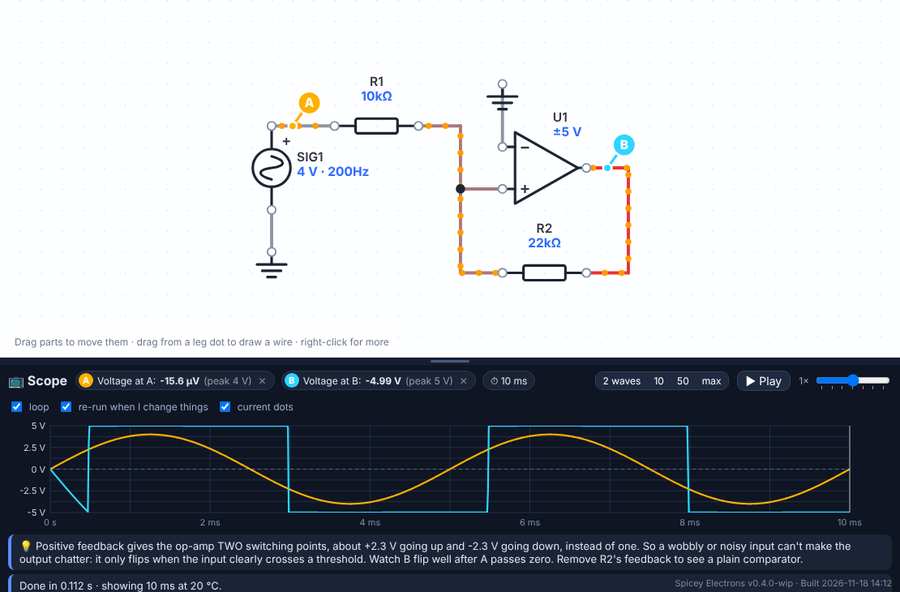 A
R1
10kΩ
+
SIG1
4 V · 200Hz
U1
±5 V
B
−
+
R2
22kΩ
Drag parts to move them · drag from a leg dot to draw a wire · right-click for more
📺 Scope
A Voltage at A: -15.6 µV (peak 4 V) ×
B Voltage at B: -4.99 V (peak 5 V) ×
⏱ 10 ms
2 waves 10 50 max
▶ Play
1×
loop
re-run when I change things
current dots
5 V
2.5 V
0 V
−2.5 V
−5 V
0 s 2 ms 4 ms 6 ms 8 ms 10 ms
💡 Positive feedback gives the op-amp TWO switching points, about +2.3 V going up and -2.3 V going down, instead of one. So a wobbly or noisy input can't make the
output chatter: it only flips when the input clearly crosses a threshold. Watch B flip well after A passes zero. Remove R2's feedback to see a plain comparator.
Done in 0.112 s · showing 10 ms at 20 °C.
Spicey Electrons v0.4.0-wip · Built 2026-11-18 14:12